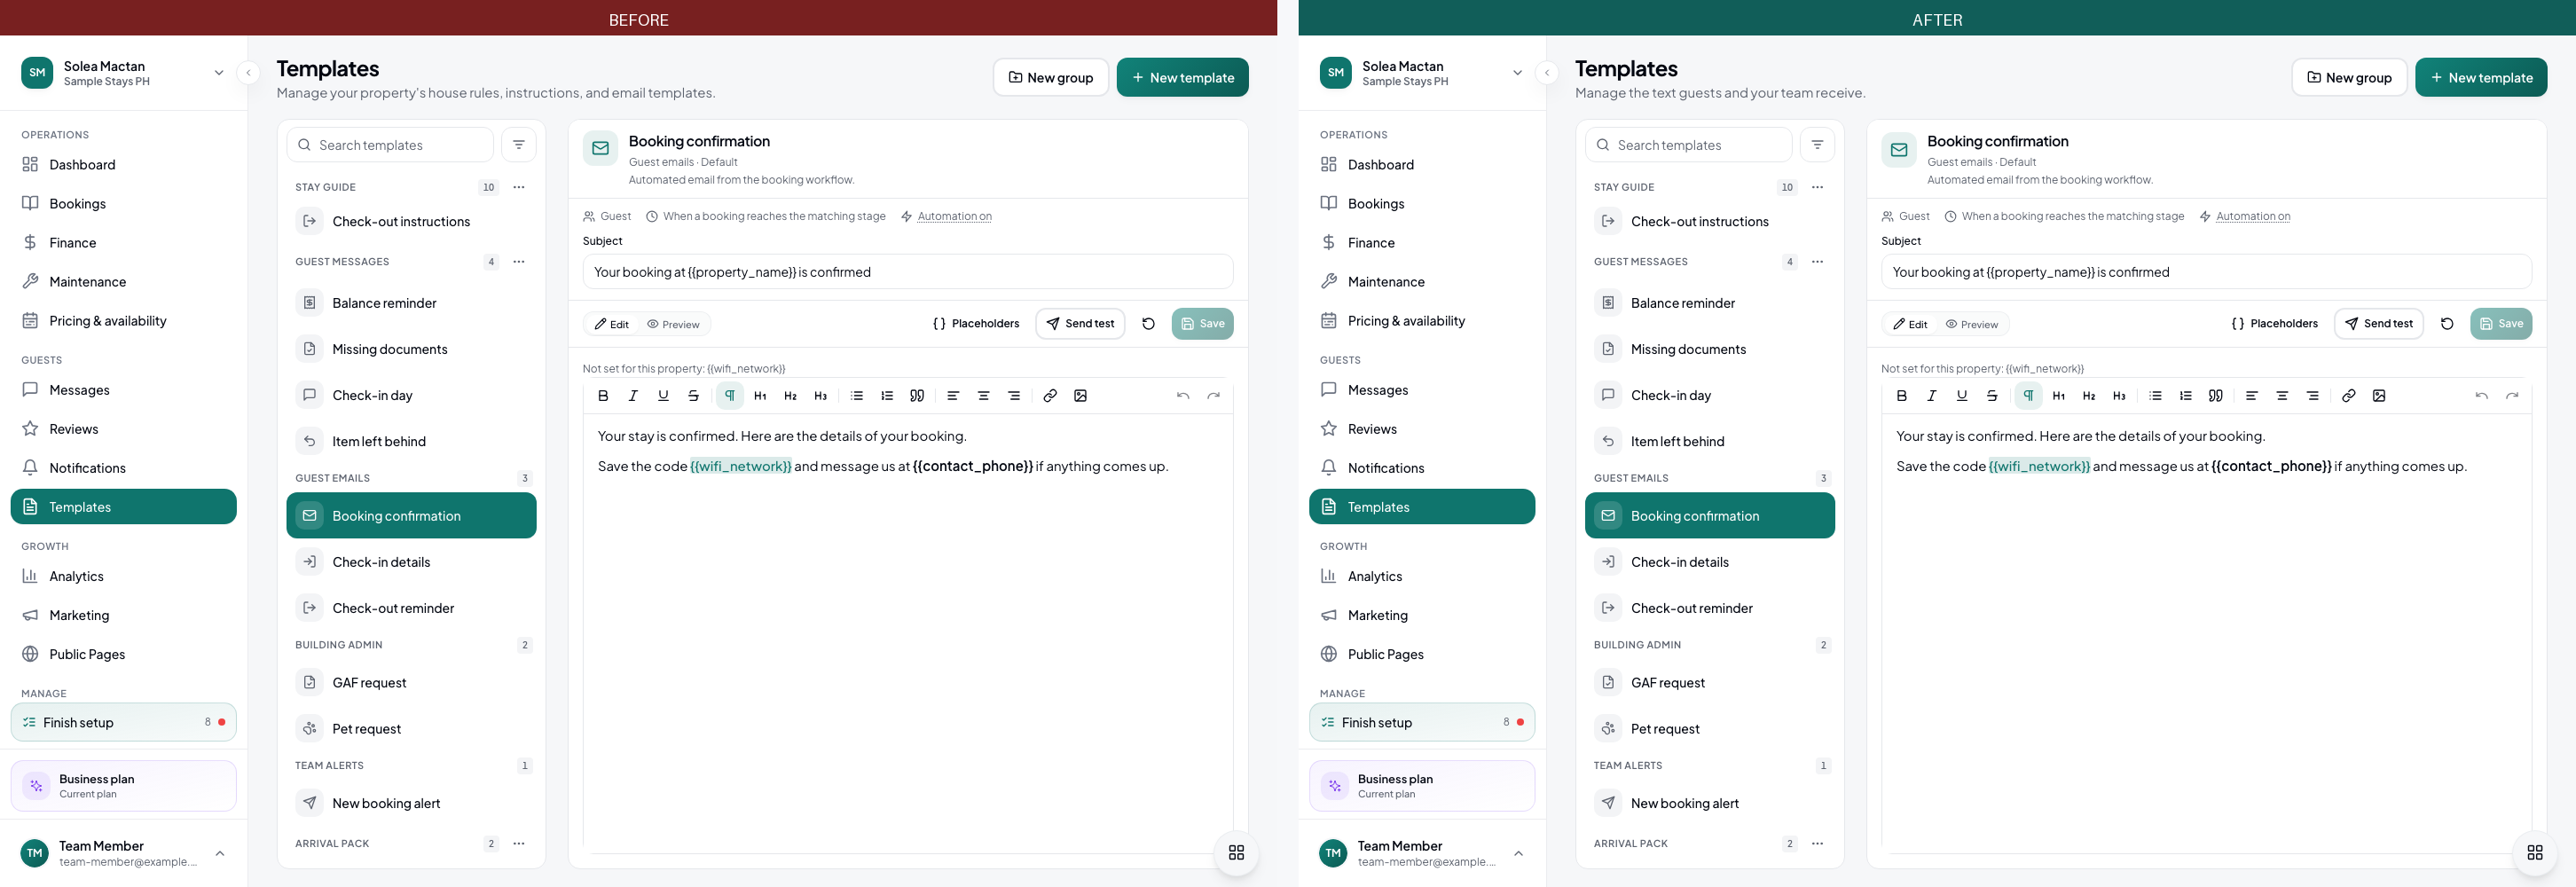 BEFORE
SM
Solea Mactan
Sample Stays PH
OPERATIONS
Dashboard
Bookings
Finance
Maintenance
Pricing & availability
GUESTS
Messages
Reviews
Notifications
Templates
GROWTH
Analytics
Marketing
Public Pages
MANAGE
Finish setup 8
Business plan
Current plan
TM
Team Member
team-member@example....
Templates
Manage your property's house rules, instructions, and email templates.
New group
New template
Search templates
STAY GUIDE 10
Check-out instructions
GUEST MESSAGES 4
Balance reminder
Missing documents
Check-in day
Item left behind
GUEST EMAILS 3
Booking confirmation
Check-in details
Check-out reminder
BUILDING ADMIN 2
GAF request
Pet request
TEAM ALERTS 1
New booking alert
ARRIVAL PACK 2
Booking confirmation
Guest emails · Default
Automated email from the booking workflow.
Guest When a booking reaches the matching stage Automation on
Subject
Your booking at {{property_name}} is confirmed
Edit Preview {} Placeholders Send test Save
Not set for this property: {{wifi_network}}
B I U S ¶ H1 H2 H3
Your stay is confirmed. Here are the details of your booking.
Save the code {{wifi_network}} and message us at {{contact_phone}} if anything comes up.
AFTER
SM
Solea Mactan
Sample Stays PH
OPERATIONS
Dashboard
Bookings
Finance
Maintenance
Pricing & availability
GUESTS
Messages
Reviews
Notifications
Templates
GROWTH
Analytics
Marketing
Public Pages
MANAGE
Finish setup 8
Business plan
Current plan
TM
Team Member
team-member@example....
Templates
Manage the text guests and your team receive.
New group
New template
Search templates
STAY GUIDE 10
Check-out instructions
GUEST MESSAGES 4
Balance reminder
Missing documents
Check-in day
Item left behind
GUEST EMAILS 3
Booking confirmation
Check-in details
Check-out reminder
BUILDING ADMIN 2
GAF request
Pet request
TEAM ALERTS 1
New booking alert
ARRIVAL PACK 2
Booking confirmation
Guest emails · Default
Automated email from the booking workflow.
Guest When a booking reaches the matching stage Automation on
Subject
Your booking at {{property_name}} is confirmed
Edit Preview {} Placeholders Send test Save
Not set for this property: {{wifi_network}}
B I U S ¶ H1 H2 H3
Your stay is confirmed. Here are the details of your booking.
Save the code {{wifi_network}} and message us at {{contact_phone}} if anything comes up.